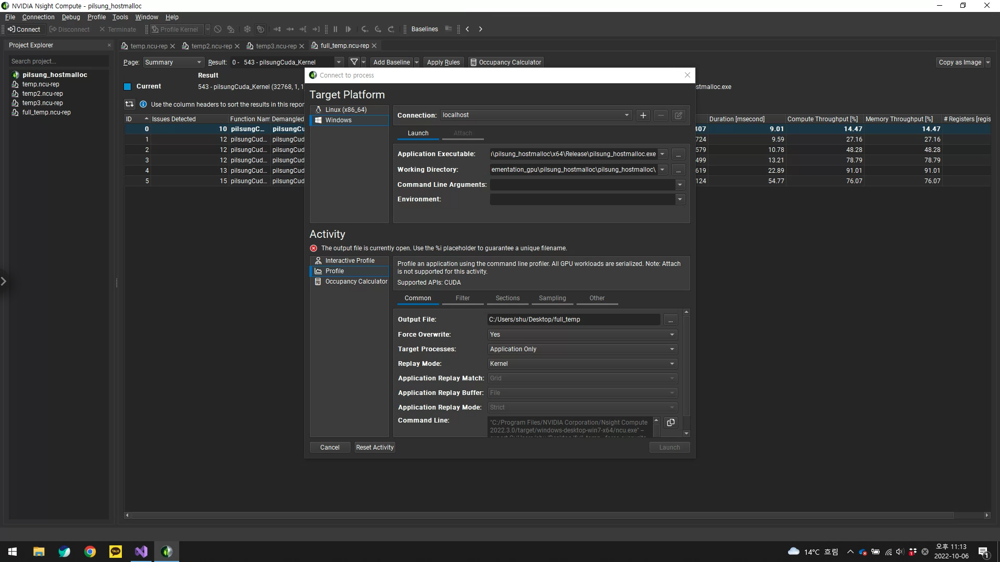 NVIDIA Nsight Compute - pilsung_hostmalloc
File Connection Debug Profile Tools Window Help
Connect Disconnect Terminate Profile Kernel Baselines
Project Explorer
Search project...
pilsung_hostmalloc
temp.ncu-rep
temp2.ncu-rep
temp3.ncu-rep
full_temp.ncu-rep
temp.ncu-rep temp2.ncu-rep temp3.ncu-rep full_temp.ncu-rep
Page: Summary Result: 0 - 543 - pilsungCuda_Kernel Add Baseline Apply Rules Occupancy Calculator Copy as Image
Result
Current 543 - pilsungCuda_Kernel (32768, 1, 1 stmalloc.exe
Use the column headers to sort the results in this repor
ID Issues Detected Function Nam Demangled Duration [msecond] Compute Throughput [%] Memory Throughput [%] # Registers [regis
0 10 pilsungC... pilsungCu 407 9.01 14.47 14.47
1 12 pilsungCud... pilsungCud 724 9.59 27.16 27.16
2 12 pilsungCud... pilsungCud 579 10.78 48.28 48.28
3 12 pilsungCud... pilsungCud 499 13.21 78.79 78.79
4 13 pilsungCud... pilsungCud 619 22.89 91.01 91.01
5 15 pilsungCud... pilsungCud 124 54.77 76.07 76.07
Connect to process
Target Platform
Linux (x86_64)
Windows
Connection: localhost
Launch Attach
Application Executable: \pilsung_hostmalloc\x64\Release\pilsung_hostmalloc.exe ...
Working Directory: ementation_gpu\pilsung_hostmalloc\pilsung_hostmalloc\ ...
Command Line Arguments:
Environment:
Activity
The output file is currently open. Use the %i placeholder to guarantee a unique filename.
Interactive Profile
Profile
Occupancy Calculator
Profile an application using the command line profiler. All GPU workloads are serialized. Note: Attach
is not supported for this activity.
Supported APIs: CUDA
Common Filter Sections Sampling Other
Output File: C:/Users/shu/Desktop/full_temp ...
Force Overwrite: Yes
Target Processes: Application Only
Replay Mode: Kernel
Application Replay Match: Grid
Application Replay Buffer: File
Application Replay Mode: Strict
Command Line: "C:/Program Files/NVIDIA Corporation/Nsight Compute
2022.3.0/target/windows-desktop-win7-x64/ncu.exe" --
Cancel Reset Activity Launch
TALK
14°C 흐림
오후 11:13
2022-10-06
1